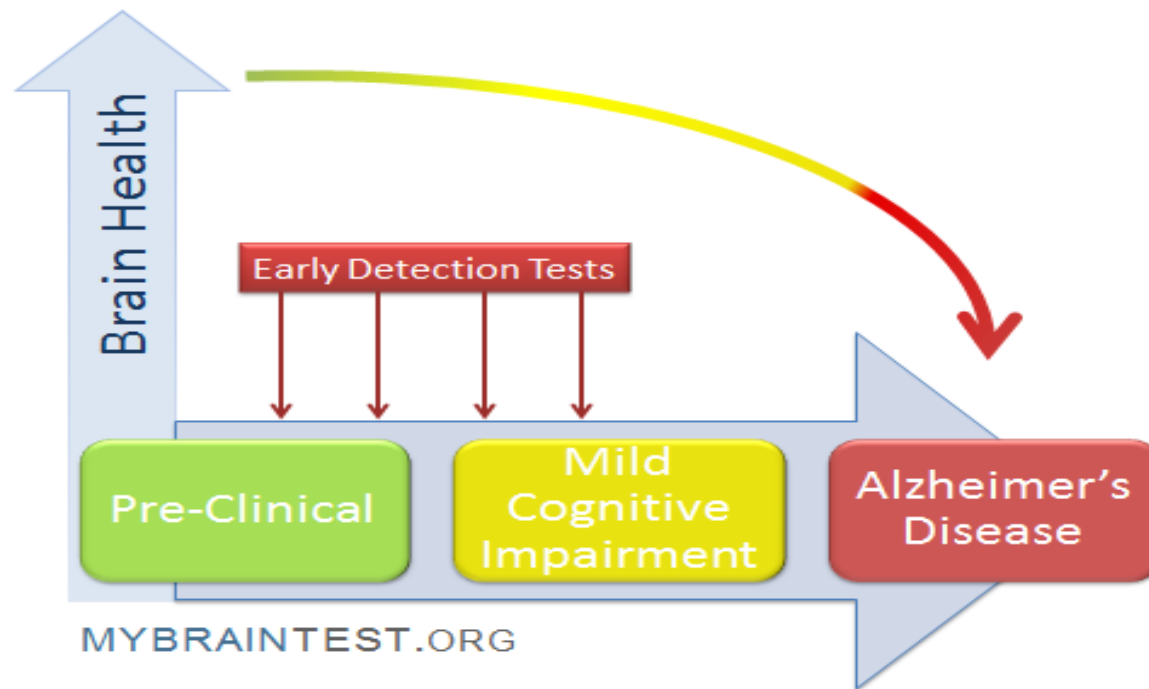 Brain Health
Early Detection Tests
Pre-Clinical
Mild
Cognitive
Impairment
Alzheimer's
Disease
MYBRAINTEST.ORG